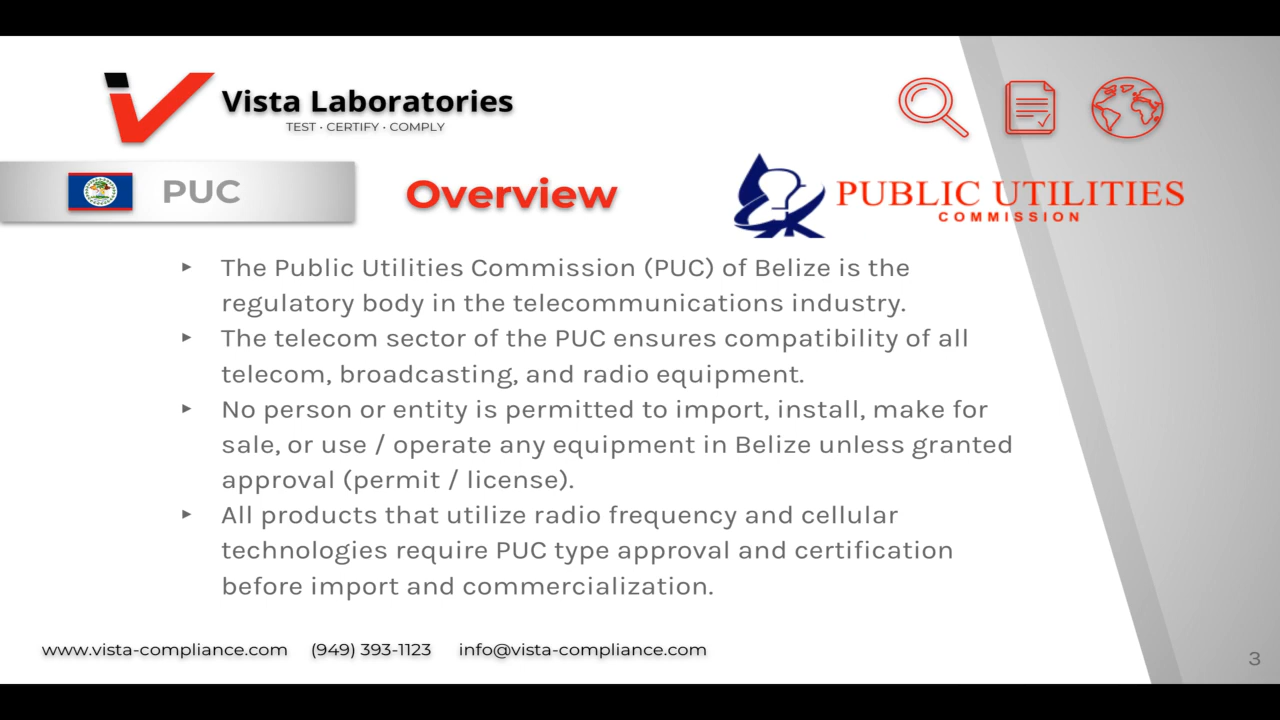 Vista Laboratories
TEST · CERTIFY · COMPLY
PUC
Overview
PUBLIC UTILITIES
COMMISSION
‣ The Public Utilities Commission (PUC) of Belize is the
regulatory body in the telecommunications industry.
‣ The telecom sector of the PUC ensures compatibility of all
telecom, broadcasting, and radio equipment.
‣ No person or entity is permitted to import, install, make for
sale, or use / operate any equipment in Belize unless granted
approval (permit / license).
‣ All products that utilize radio frequency and cellular
technologies require PUC type approval and certification
before import and commercialization.
www.vista-compliance.com (949) 393-1123 info@vista-compliance.com
3